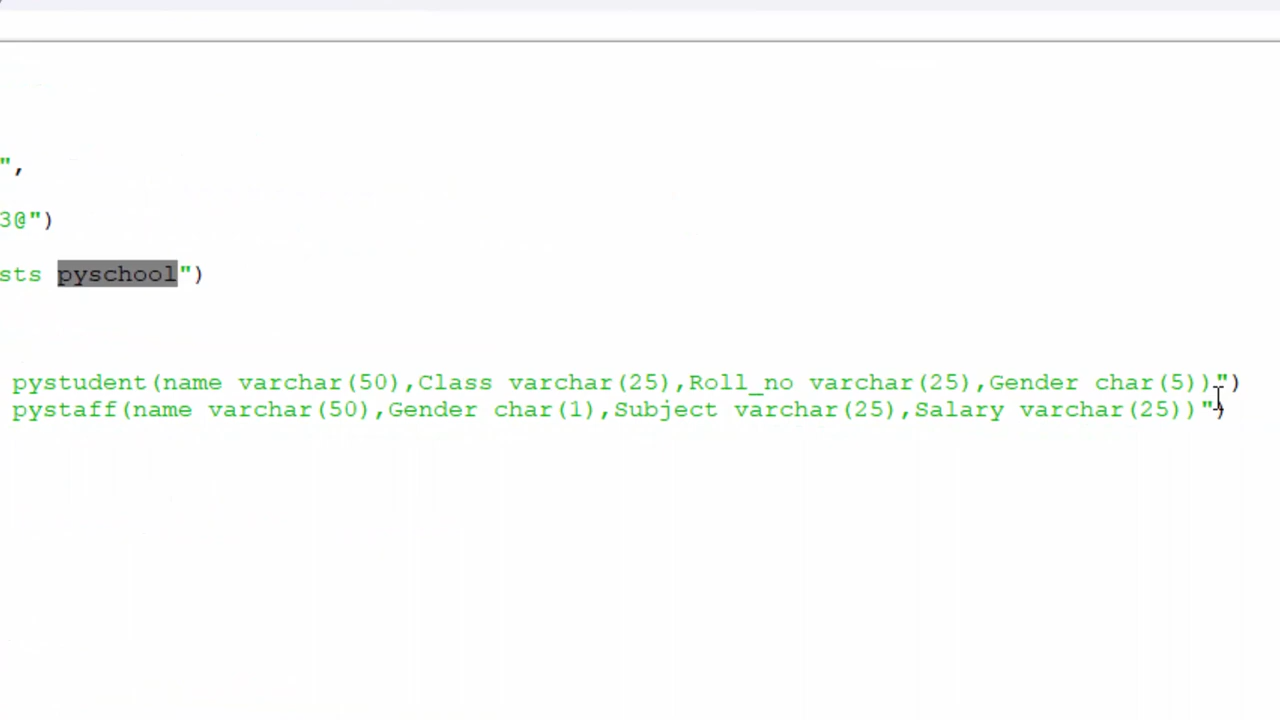 ",
3@")
sts pyschool")
pystudent(name varchar(50),Class varchar(25),Roll_no varchar(25),Gender char(5))")
pystaff(name varchar(50),Gender char(1),Subject varchar(25),Salary varchar(25))")